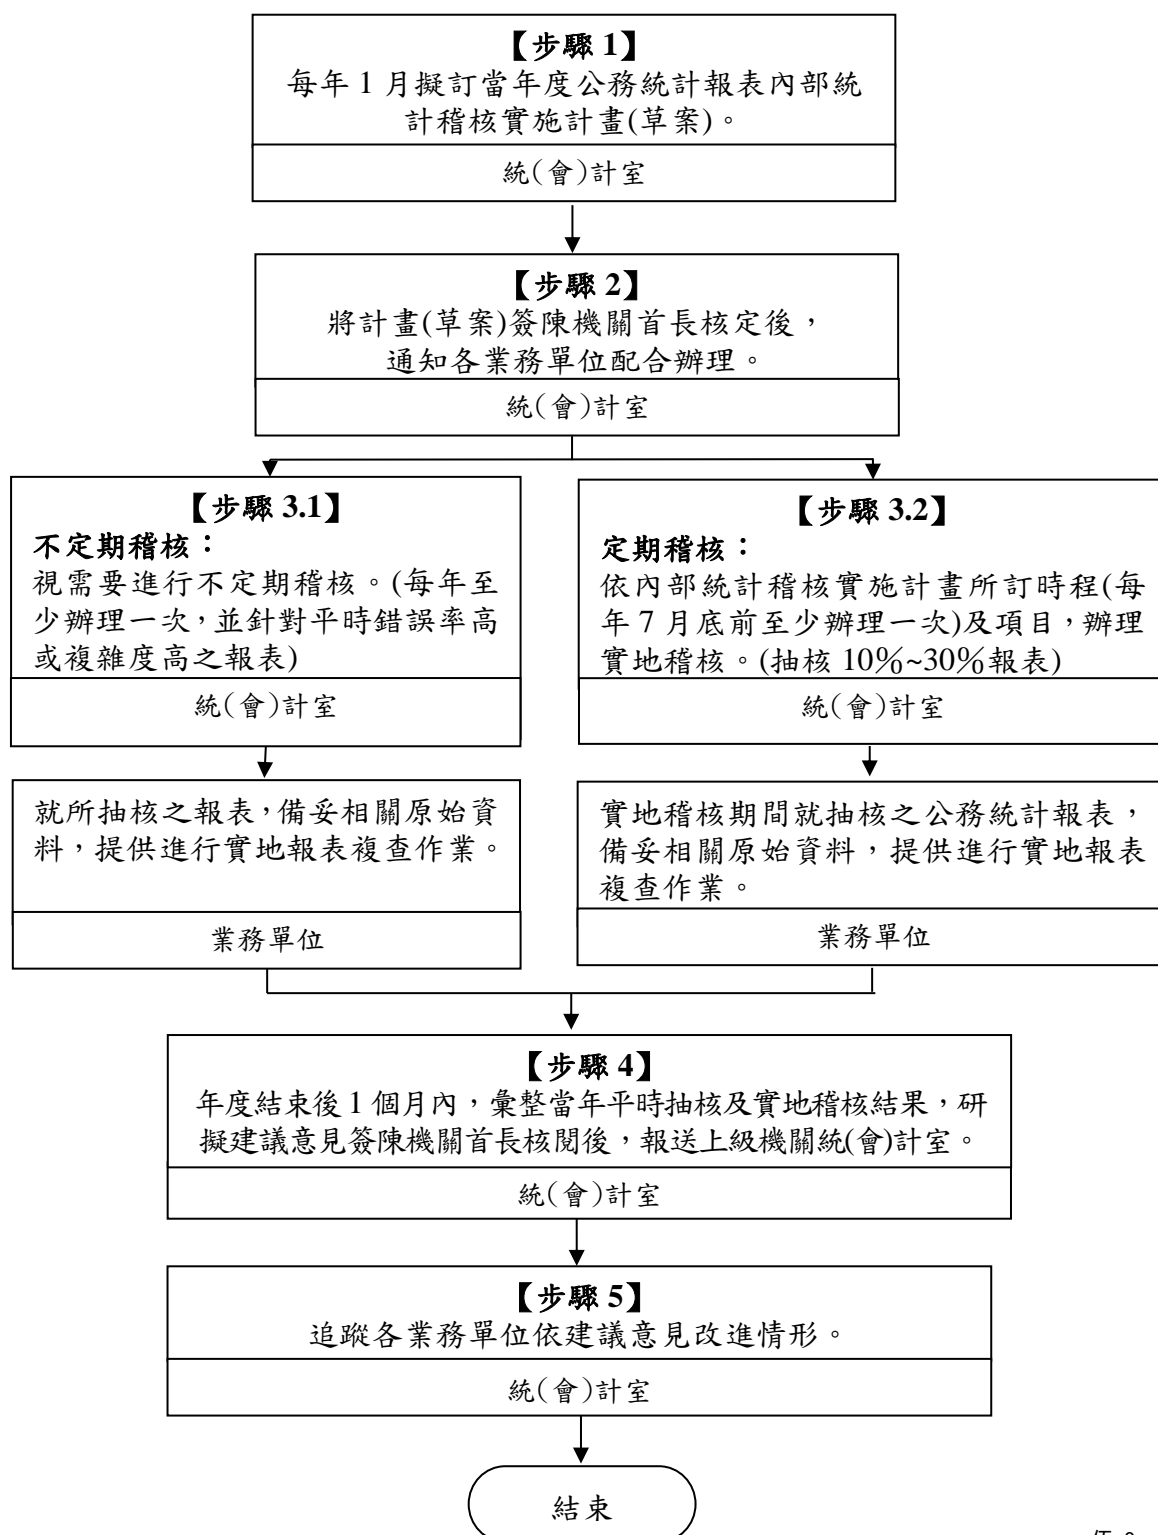 【步驟 1】
每年 1 月擬訂當年度公務統計報表內部統
計稽核實施計畫(草案)。
統(會)計室
【步驟 2】
將計畫(草案)簽陳機關首長核定後，
通知各業務單位配合辦理。
統(會)計室
【步驟 3.1】
不定期稽核：
視需要進行不定期稽核。(每年至
少辦理一次，並針對平時錯誤率高
或複雜度高之報表)
統(會)計室
就所抽核之報表，備妥相關原始資
料，提供進行實地報表複查作業。
業務單位
【步驟 3.2】
定期稽核：
依內部統計稽核實施計畫所訂時程(每
年 7 月底前至少辦理一次)及項目，辦理
實地稽核。(抽核 10%~30%報表)
統(會)計室
實地稽核期間就抽核之公務統計報表，
備妥相關原始資料，提供進行實地報表
複查作業。
業務單位
【步驟 4】
年度結束後 1 個月內，彙整當年平時抽核及實地稽核結果，研
擬建議意見簽陳機關首長核閱後，報送上級機關統(會)計室。
統(會)計室
【步驟 5】
追蹤各業務單位依建議意見改進情形。
統(會)計室
結束